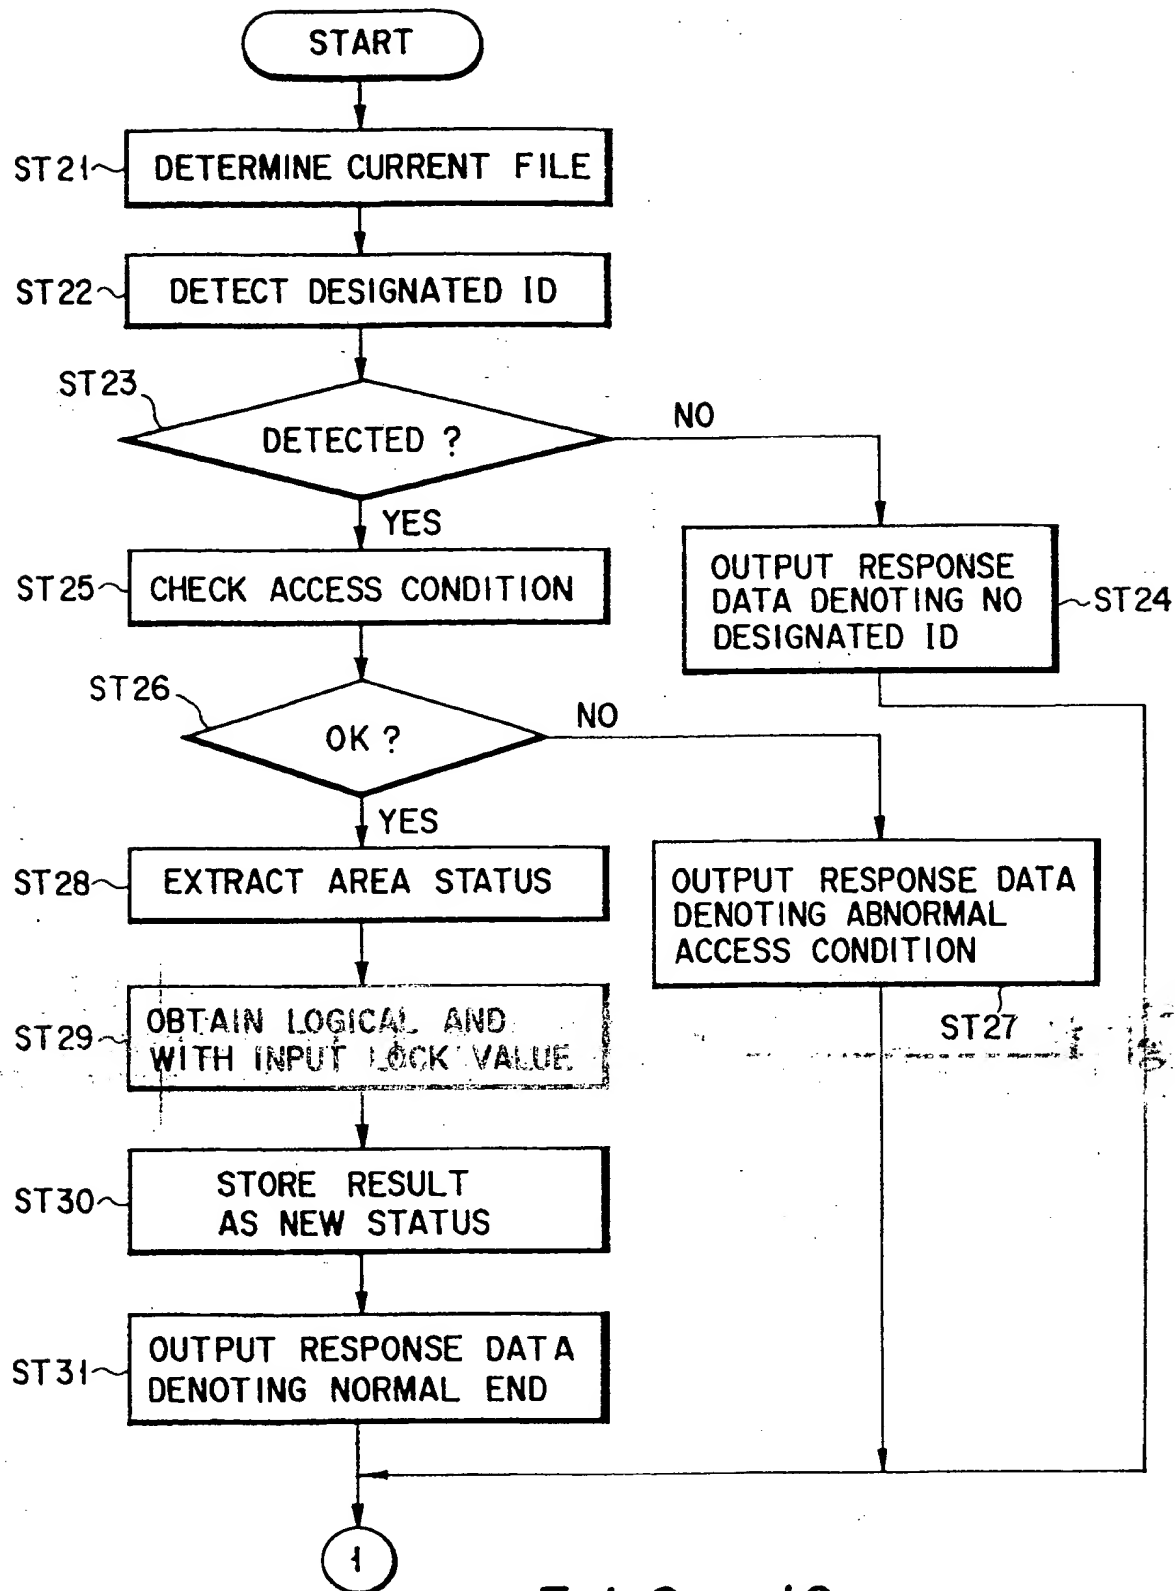 START
ST21
DETERMINE CURRENT FILE
ST22
DETECT DESIGNATED ID
ST23
DETECTED ?
NO
YES
ST25
CHECK ACCESS CONDITION
OUTPUT RESPONSE
DATA DENOTING NO
DESIGNATED ID
ST24
ST26
OK ?
NO
YES
ST28
EXTRACT AREA STATUS
OUTPUT RESPONSE DATA
DENOTING ABNORMAL
ACCESS CONDITION
ST27
ST29
OBTAIN LOGICAL AND
WITH INPUT LOCK VALUE
ST30
STORE RESULT
AS NEW STATUS
ST31
OUTPUT RESPONSE DATA
DENOTING NORMAL END
1